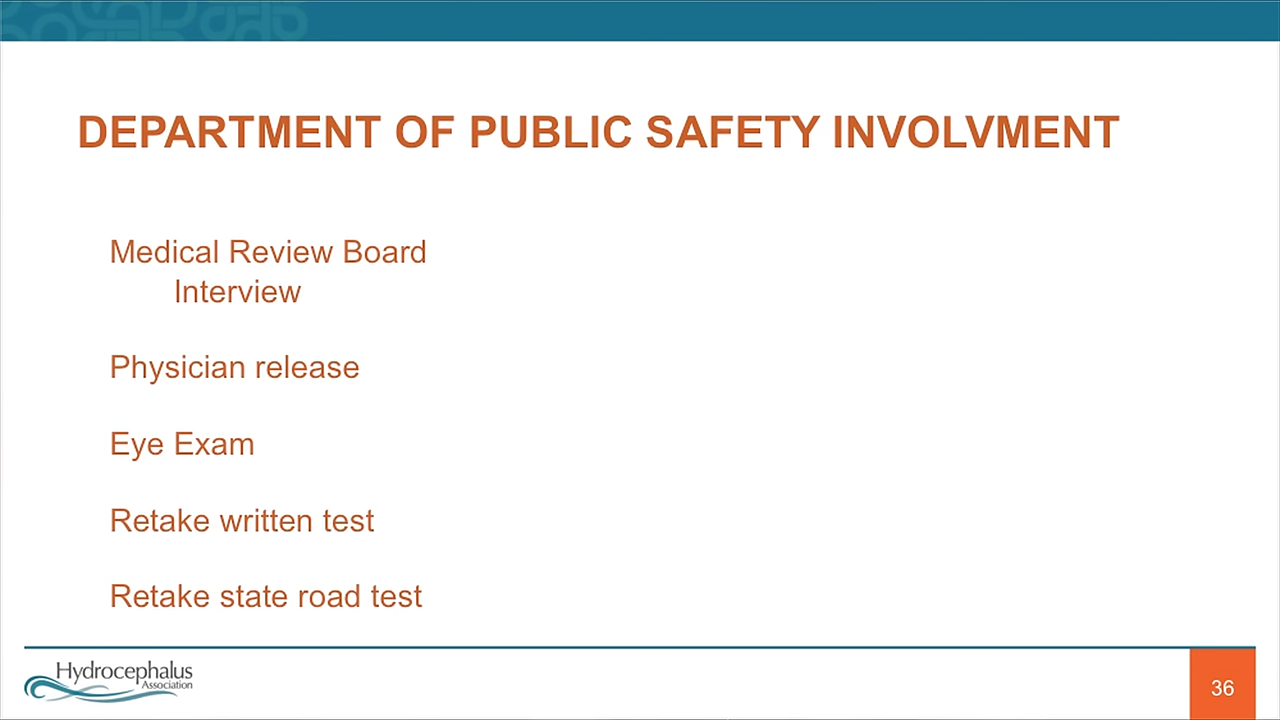 DEPARTMENT OF PUBLIC SAFETY INVOLVMENT
Medical Review Board
Interview
Physician release
Eye Exam
Retake written test
Retake state road test
Hydrocephalus
Association
36